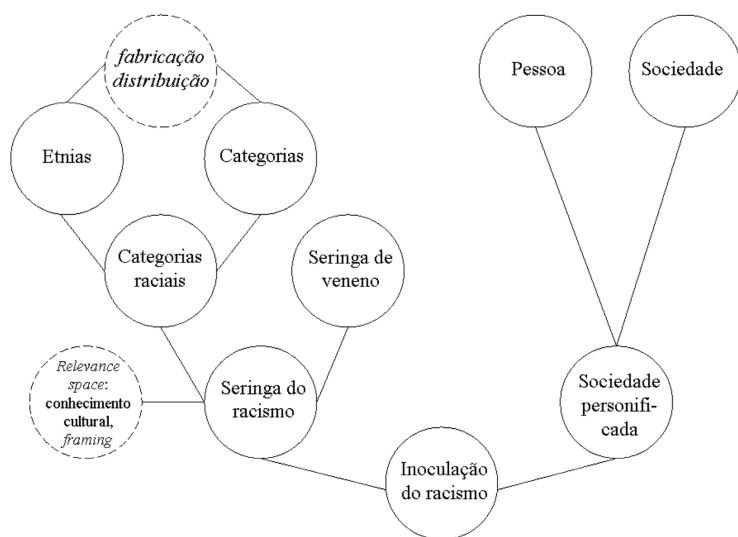 fabricação
distribuição
Pessoa
Sociedade
Etnias
Categorias
Categorias
raciais
Seringa de
veneno
Relevance
space:
conhecimento
cultural,
framing
Seringa do
racismo
Sociedade
personifi-
cada
Inoculação
do racismo